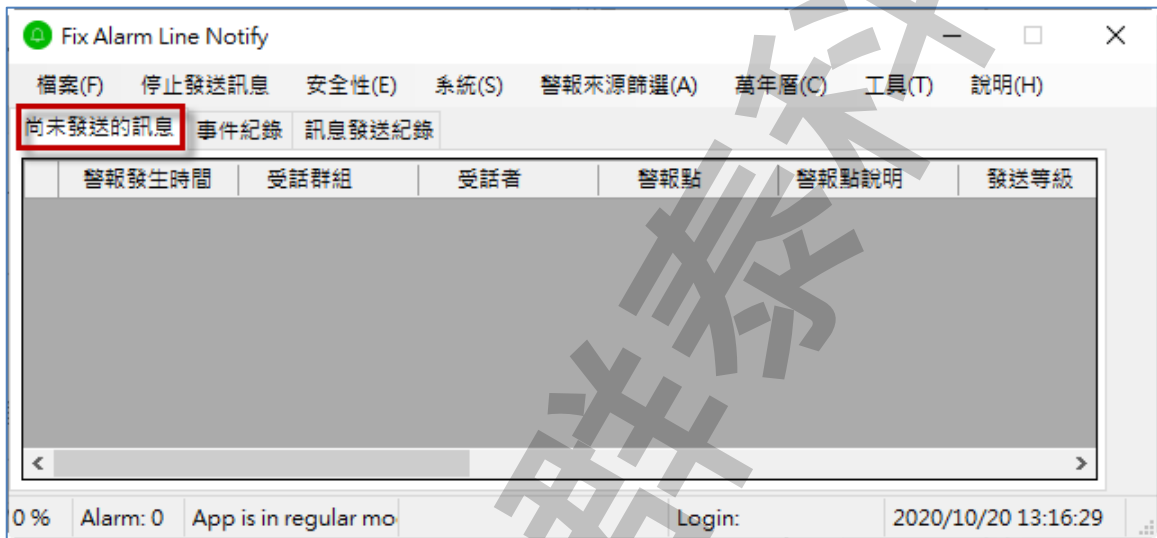 Fix Alarm Line Notify
檔案(F) 停止發送訊息 安全性(E) 系統(S) 警報來源篩選(A) 萬年曆(C) 工具(T) 說明(H)
尚未發送的訊息 事件紀錄 訊息發送紀錄
警報發生時間 受話群組 受話者 警報點 警報點說明 發送等級
0 % Alarm: 0 App is in regular mo Login: 2020/10/20 13:16:29
群泰科